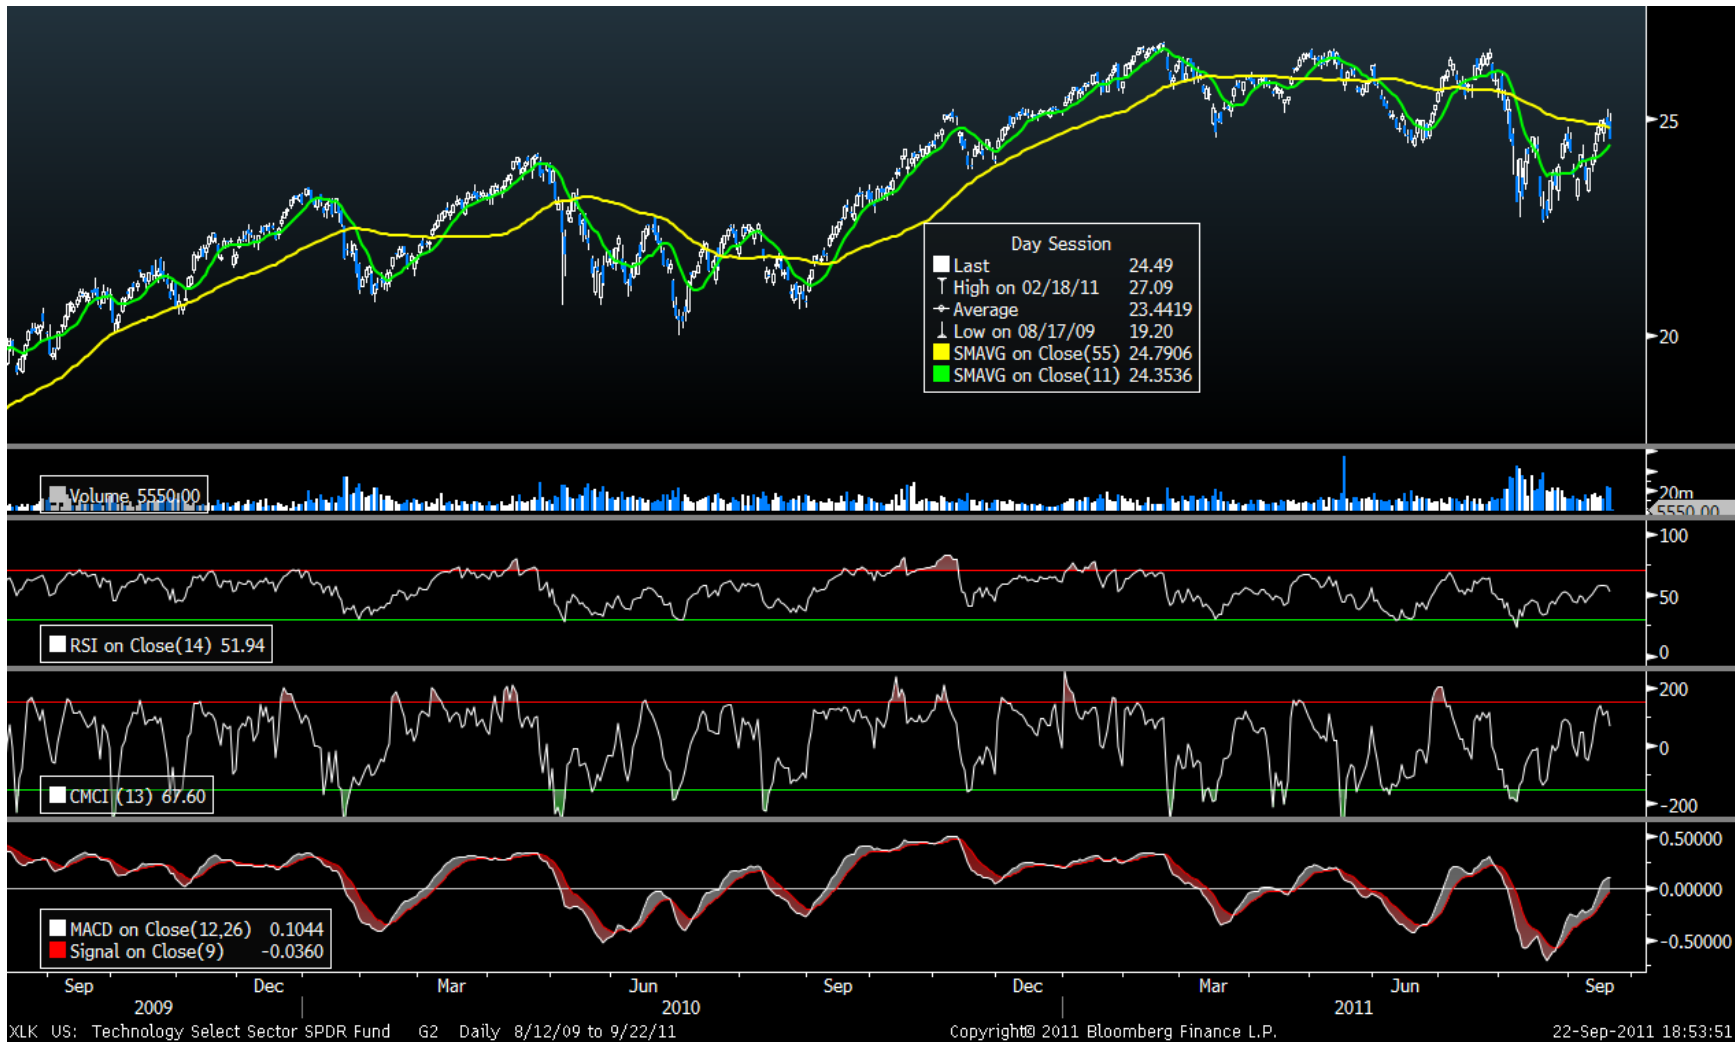 Day Session
Last 24.49
High on 02/18/11 27.09
Average 23.4419
Low on 08/17/09 19.20
SMAVG on Close(55) 24.7906
SMAVG on Close(11) 24.3536
25
20
Volume 5550.00
20m
5550.00
100
50
0
RSI on Close(14) 51.94
200
0
-200
CMCI (13) 67.60
0.50000
0.00000
-0.50000
MACD on Close(12,26) 0.1044
Signal on Close(9) -0.0360
Sep Dec Mar Jun Sep Dec Mar Jun Sep
2009 2010 2011
XLK US: Technology Select Sector SPDR Fund G2 Daily 8/12/09 to 9/22/11 Copyright© 2011 Bloomberg Finance L.P. 22-Sep-2011 18:53:51